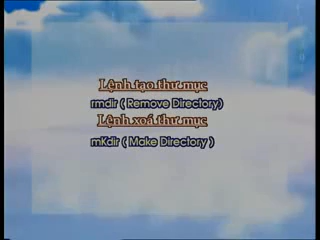 Lệnh tạo thư mục
rmdir ( Remove Directory)
Lệnh xoá thư mục
mKdir ( Make Directory )